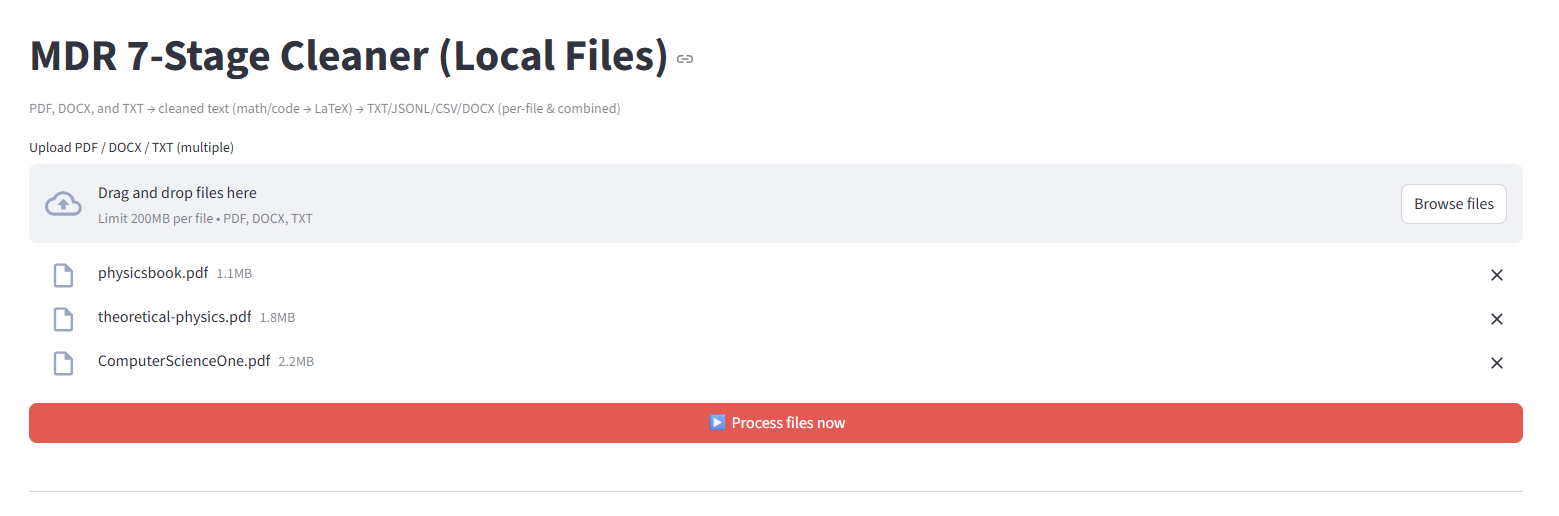 MDR 7-Stage Cleaner (Local Files)
PDF, DOCX, and TXT → cleaned text (math/code → LaTeX) → TXT/JSONL/CSV/DOCX (per-file & combined)
Upload PDF / DOCX / TXT (multiple)
Drag and drop files here
Limit 200MB per file • PDF, DOCX, TXT
Browse files
physicsbook.pdf 1.1MB
theoretical-physics.pdf 1.8MB
ComputerScienceOne.pdf 2.2MB
Process files now